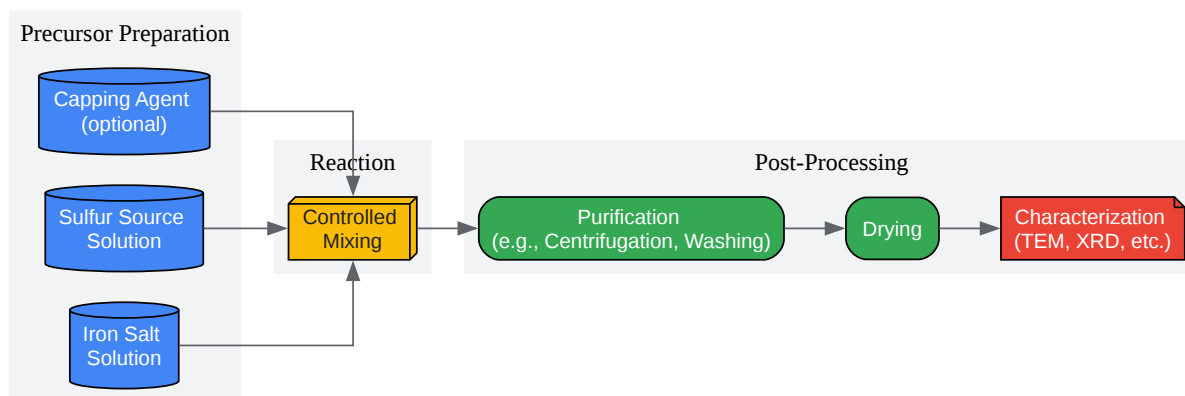 Precursor Preparation
Capping Agent
(optional)
Sulfur Source
Solution
Iron Salt
Solution
Reaction
Controlled
Mixing
Post-Processing
Purification
(e.g., Centrifugation, Washing)
Drying
Characterization
(TEM, XRD, etc.)